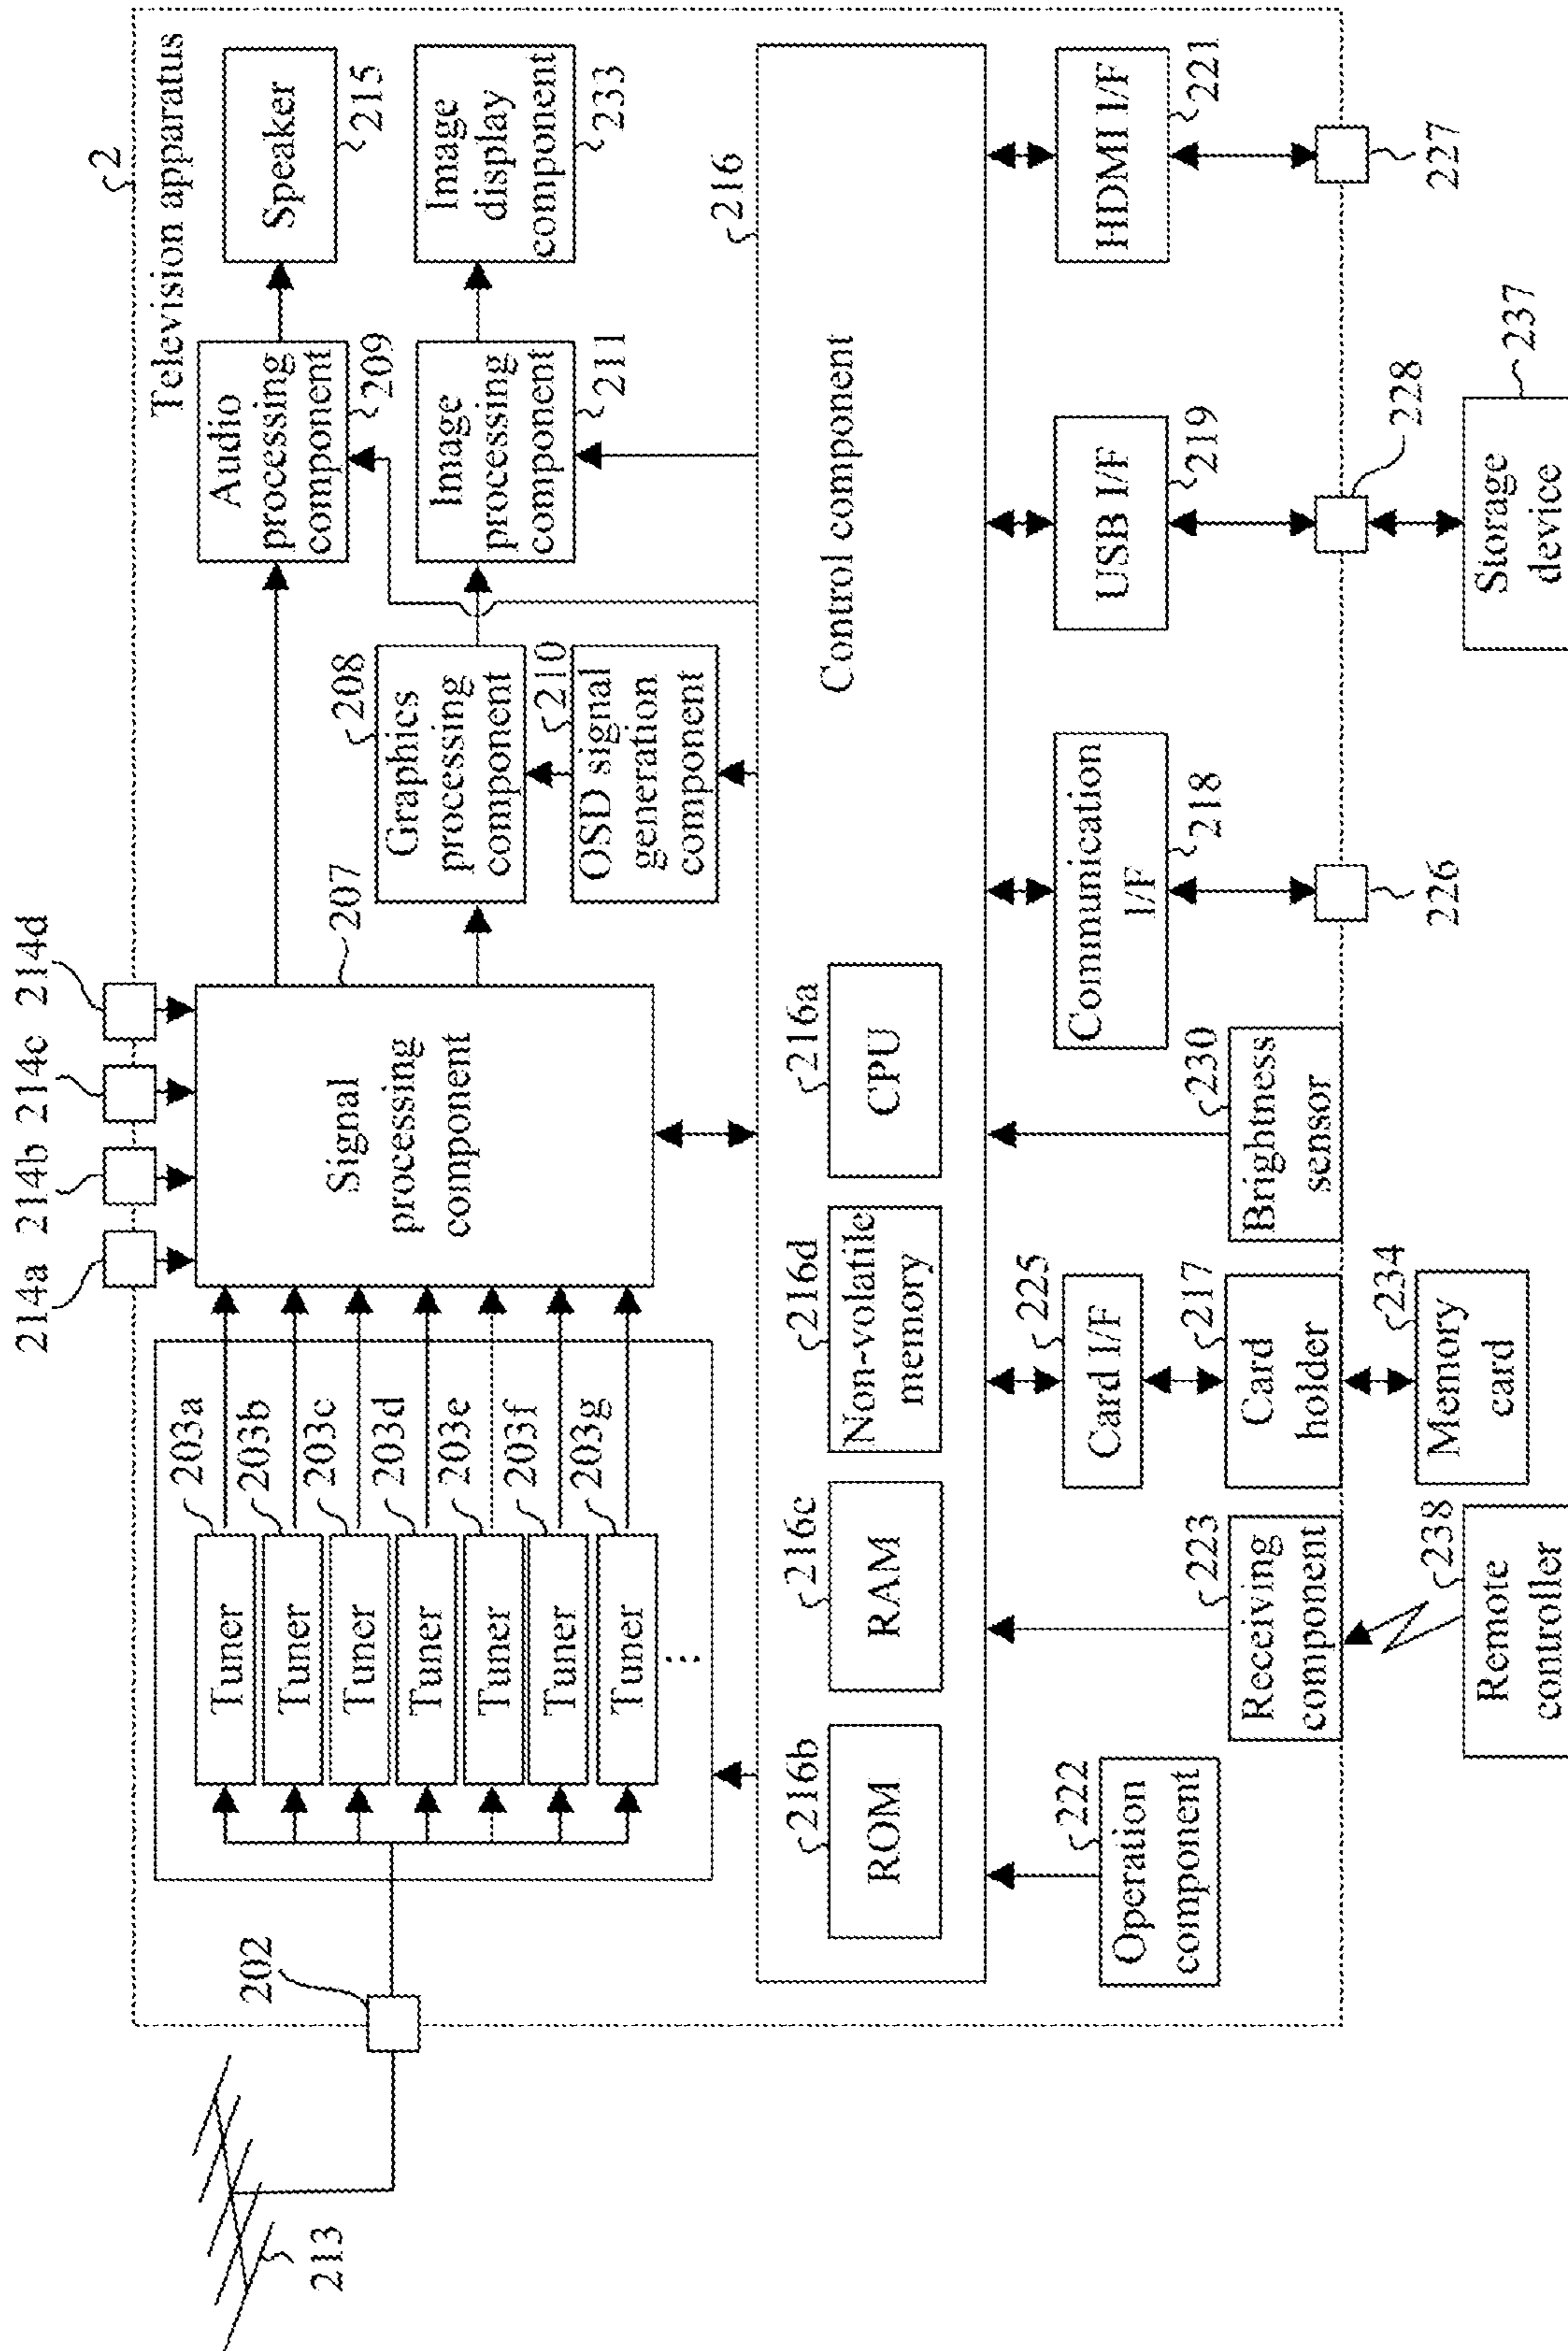 2
Television apparatus
214a
214b
214c
214d
207
Signal
processing
component
Audio
processing
component
209
Speaker
215
Image
display
component
233
Image
processing
component
211
208
Graphics
processing
component
210
OSD signal
generation
component
213
202
Tuner
203a
Tuner
203b
Tuner
203c
Tuner
203d
Tuner
203e
Tuner
203f
Tuner
203g
216
Control component
216b
ROM
216c
RAM
216d
Non-volatile
memory
216a
CPU
222
Operation
component
223
Receiving
component
238
Remote
controller
225
Card I/F
217
Card
holder
234
Memory
card
230
Brightness
sensor
Communication
I/F
218
226
USB I/F
219
228
Storage
device
237
HDMI I/F
221
227